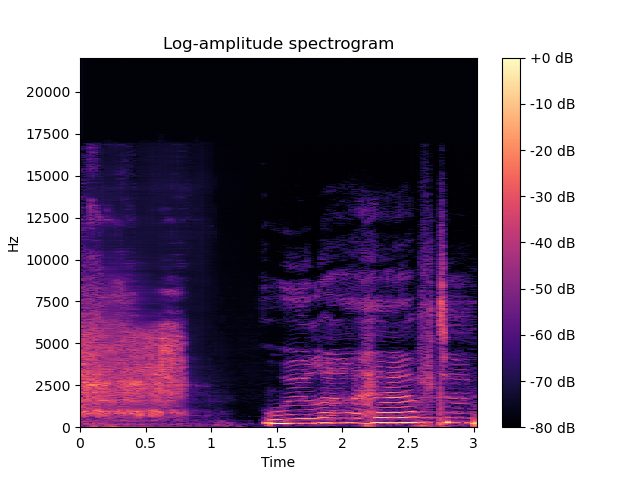 Log-amplitude spectrogram
Hz
20000
17500
15000
12500
10000
7500
5000
2500
0
0 0.5 1 1.5 2 2.5 3
Time
+0 dB
-10 dB
-20 dB
-30 dB
-40 dB
-50 dB
-60 dB
-70 dB
-80 dB